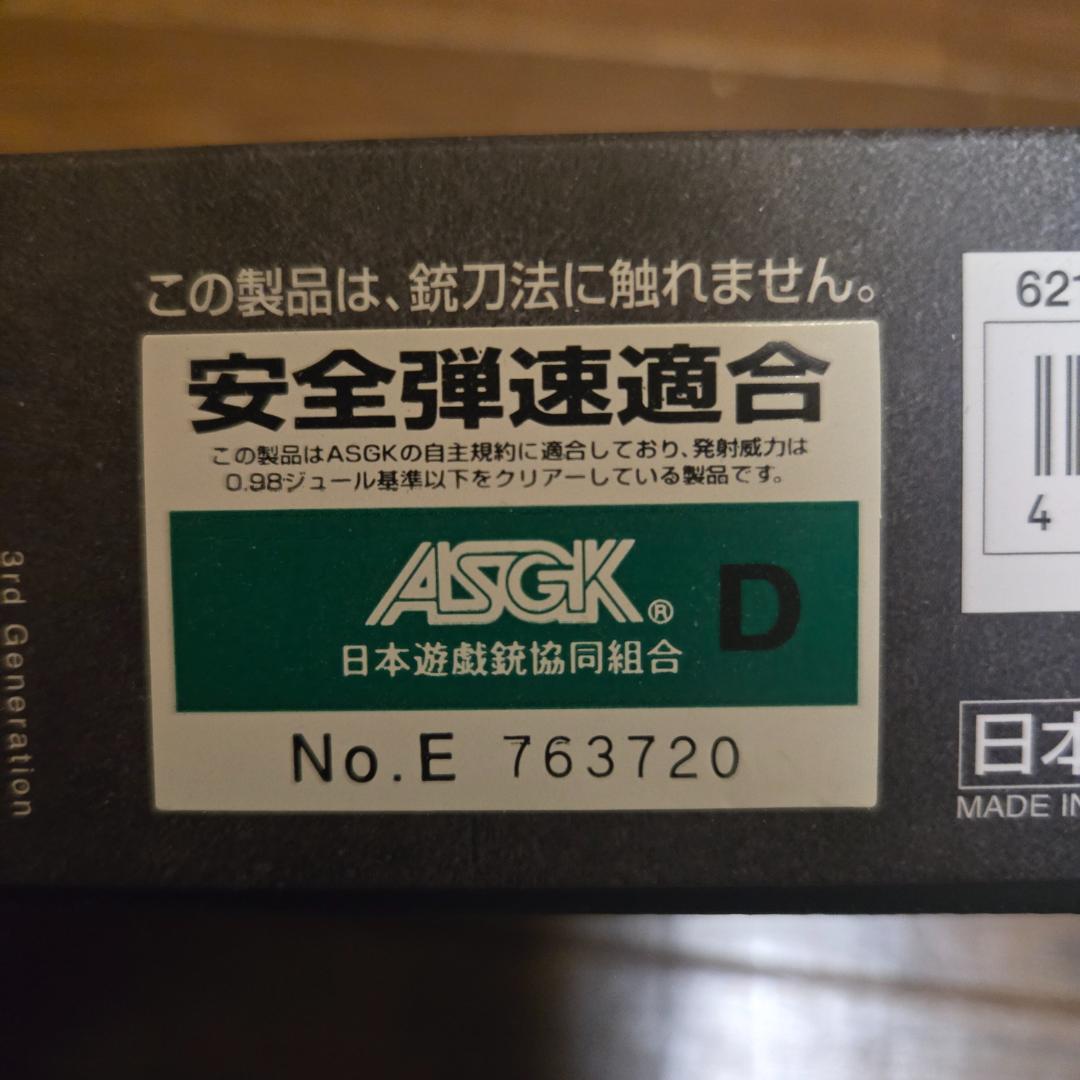 この製品は、銃刀法に触れません。
安全弾速適合
この製品はASGKの自主規約に適合しており、発射威力は
0.98ジュール基準以下をクリアーしている製品です。
ASGK®
D
日本遊戯銃協同組合
No.E 763720
3rd Generation
621
4
日本
MADE IN